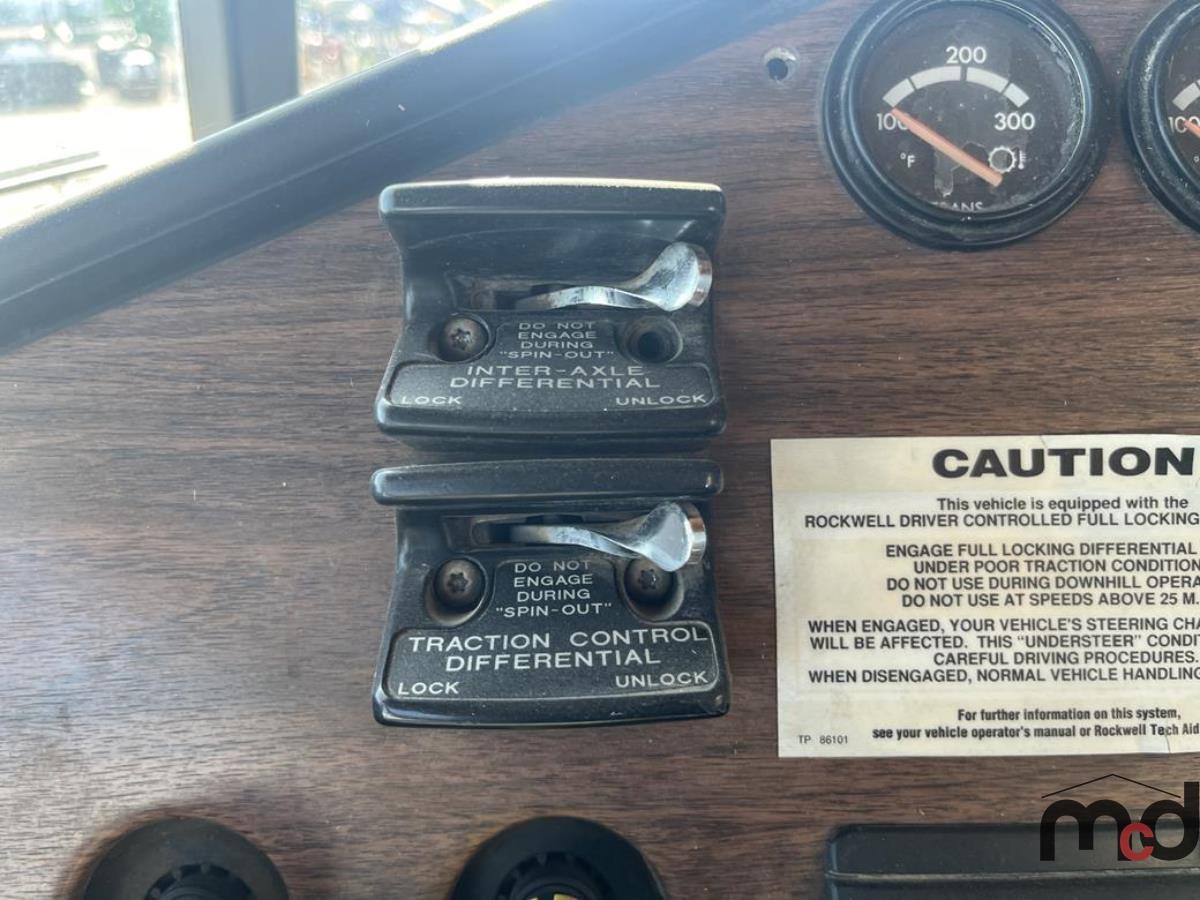 200
100
300
°F
TRANS
DO NOT
ENGAGE
DURING
"SPIN-OUT"
INTER-AXLE
DIFFERENTIAL
LOCK UNLOCK
DO NOT
ENGAGE
DURING
"SPIN-OUT"
TRACTION CONTROL
DIFFERENTIAL
LOCK UNLOCK
CAUTION
This vehicle is equipped with the
ROCKWELL DRIVER CONTROLLED FULL LOCKING
ENGAGE FULL LOCKING DIFFERENTIAL
UNDER POOR TRACTION CONDITION
DO NOT USE DURING DOWNHILL OPERA
DO NOT USE AT SPEEDS ABOVE 25 M.
WHEN ENGAGED, YOUR VEHICLE'S STEERING CHA
WILL BE AFFECTED. THIS "UNDERSTEER" CONDI
CAREFUL DRIVING PROCEDURES.
WHEN DISENGAGED, NORMAL VEHICLE HANDLING
For further information on this system,
see your vehicle operator's manual or Rockwell Tech Aid
TP 86101
mcd